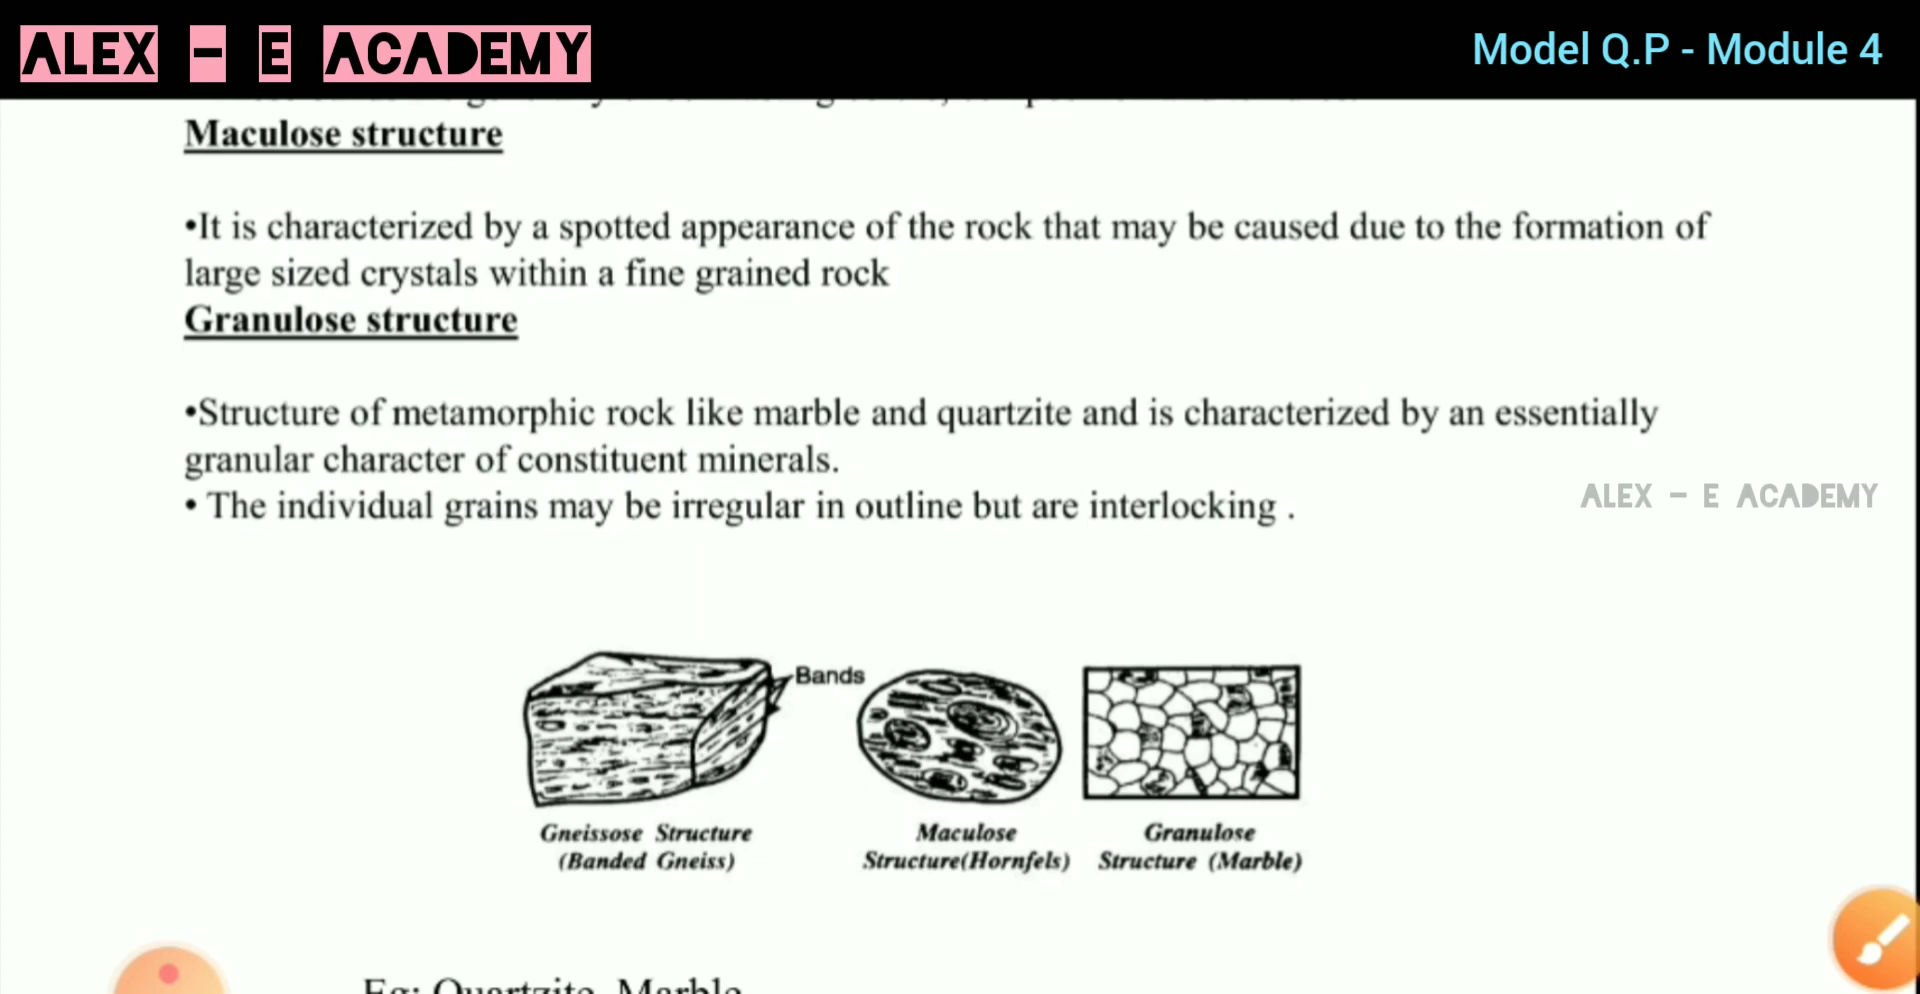 ALEX - E ACADEMY
Model Q.P - Module 4
Maculose structure
•It is characterized by a spotted appearance of the rock that may be caused due to the formation of
large sized crystals within a fine grained rock
Granulose structure
•Structure of metamorphic rock like marble and quartzite and is characterized by an essentially
granular character of constituent minerals.
• The individual grains may be irregular in outline but are interlocking .
ALEX - E ACADEMY
Bands
Gneissose Structure
(Banded Gneiss)
Maculose
Structure(Hornfels)
Granulose
Structure (Marble)
Eg: Quartzite, Marble